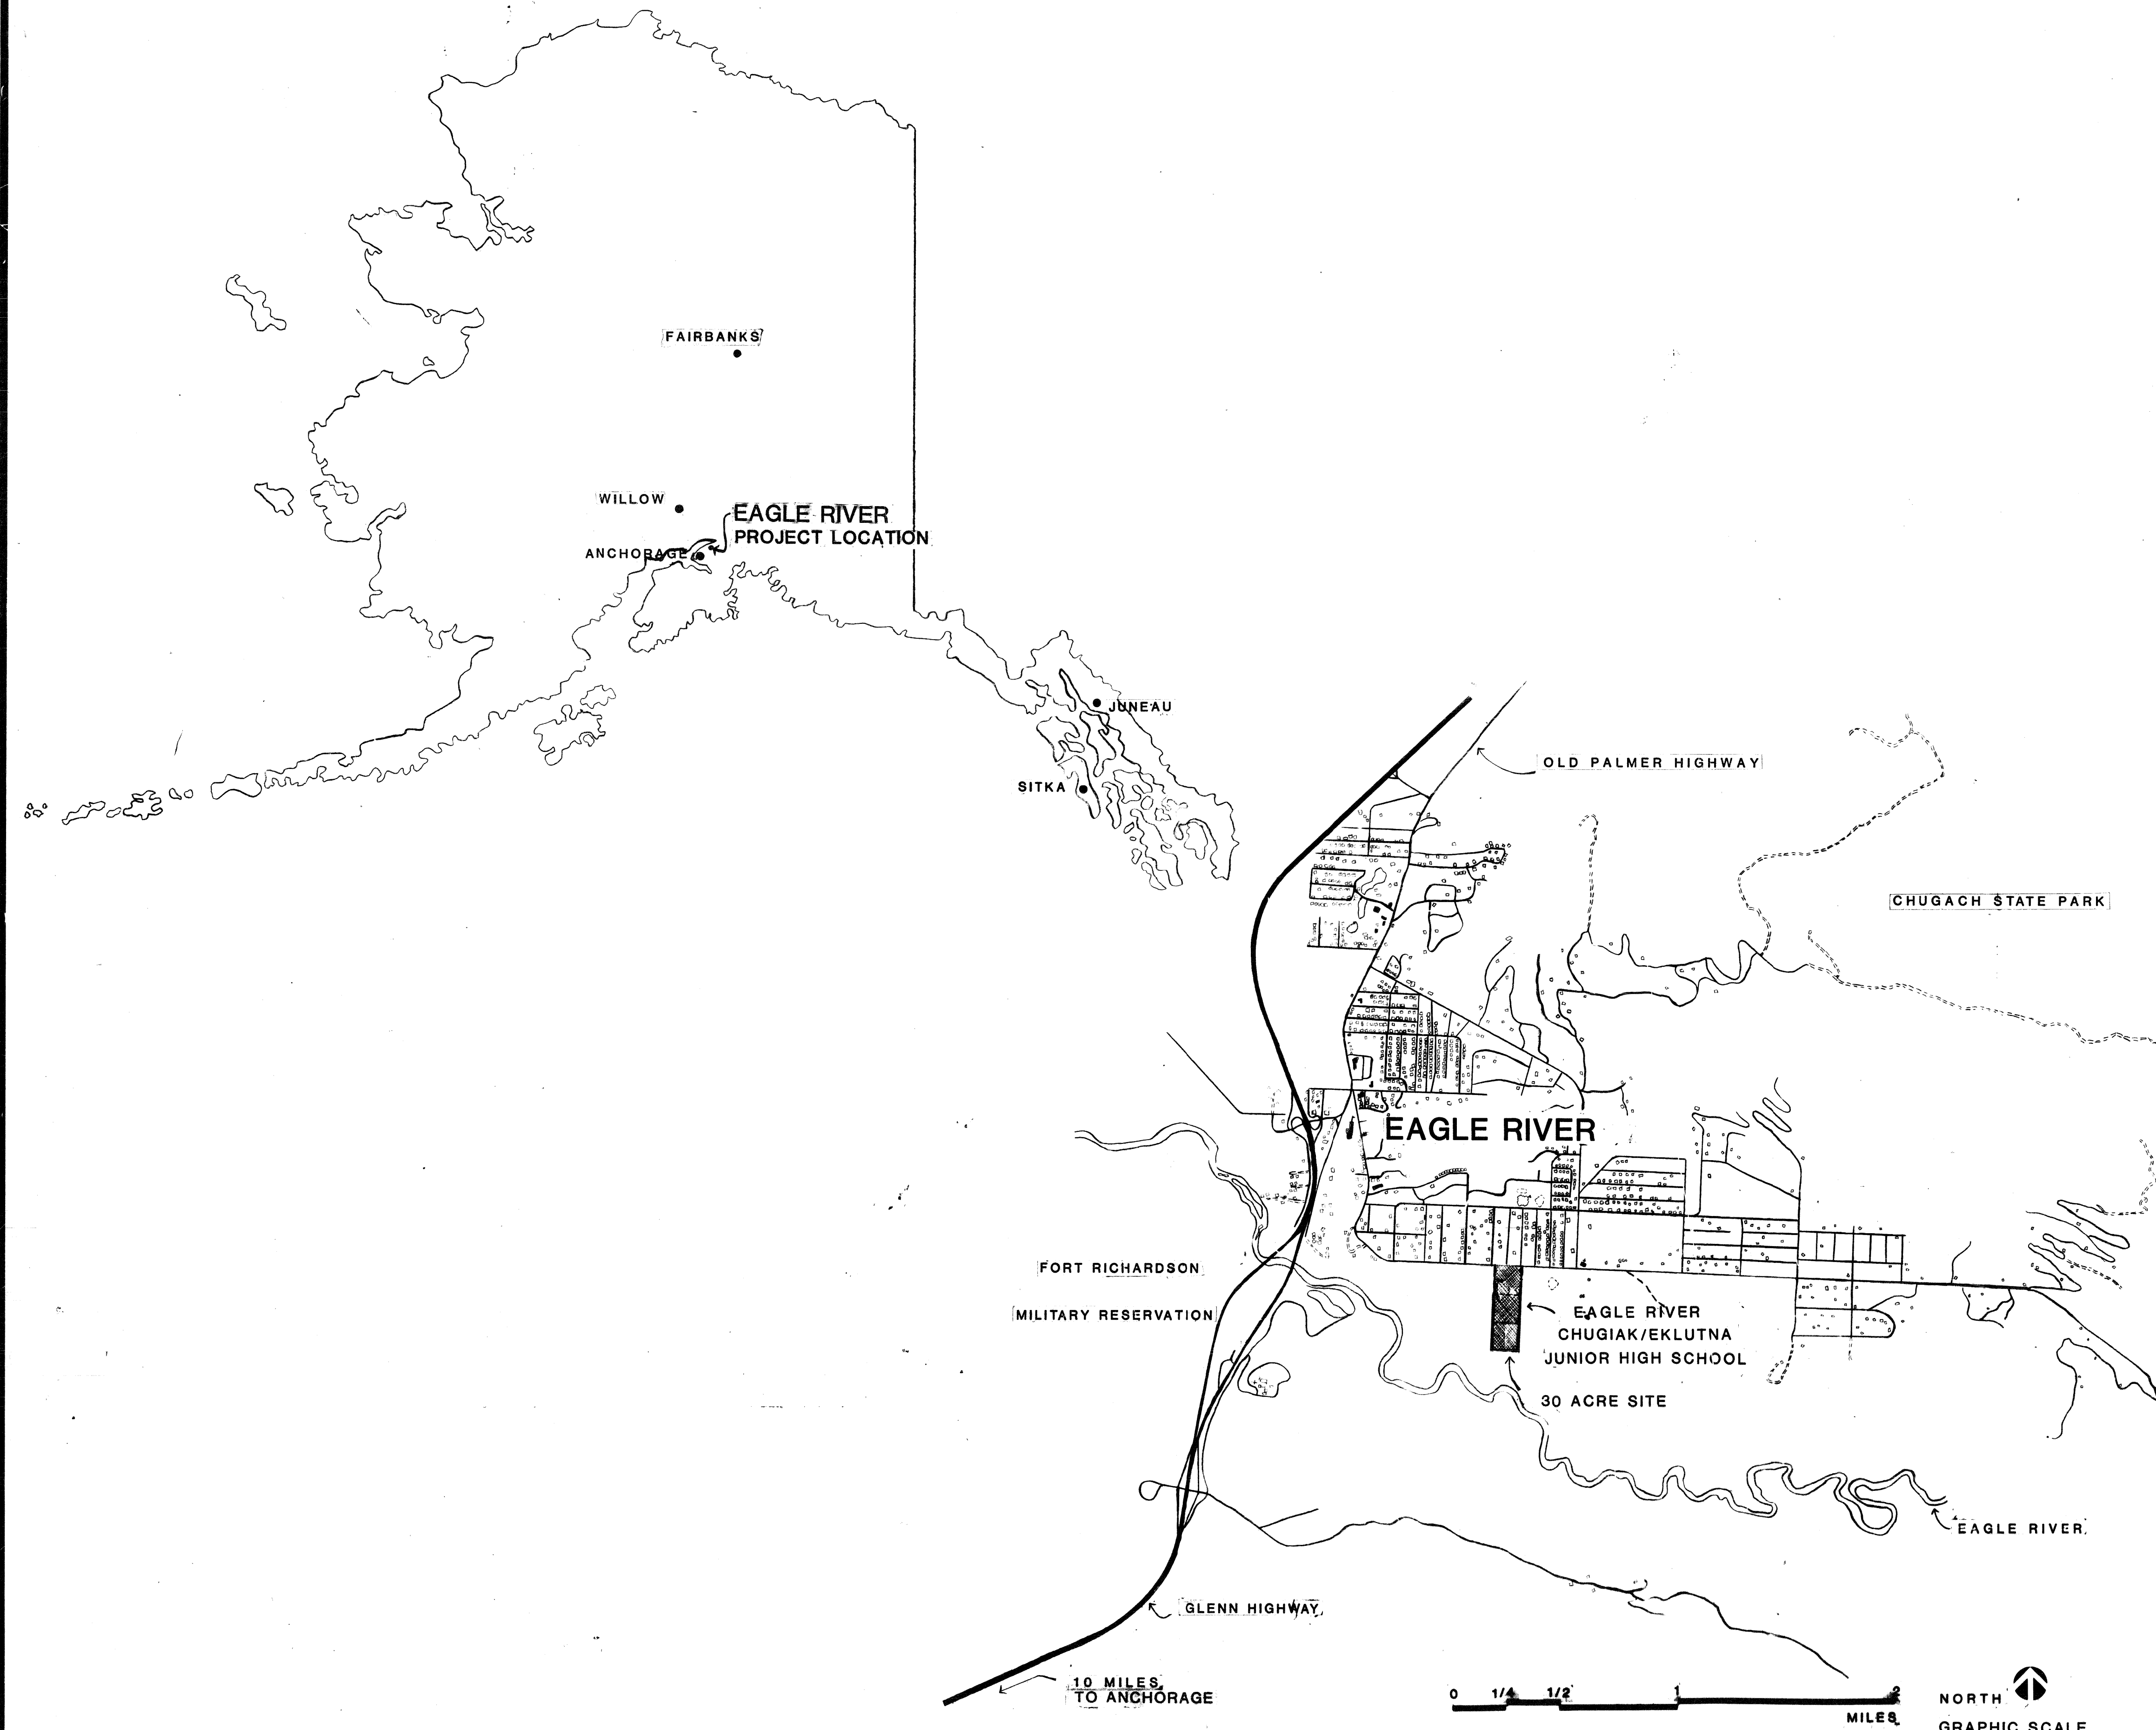 FAIRBANKS
WILLOW
EAGLE RIVER
PROJECT LOCATION
ANCHORAGE
JUNEAU
SITKA
OLD PALMER HIGHWAY
CHUGACH STATE PARK
EAGLE RIVER
FORT RICHARDSON
MILITARY RESERVATION
EAGLE RIVER
CHUGIAK/EKLUTNA
JUNIOR HIGH SCHOOL
30 ACRE SITE
EAGLE RIVER
GLENN HIGHWAY
10 MILES
TO ANCHORAGE
0 1/4 1/2 1 2
MILES
NORTH
GRAPHIC SCALE